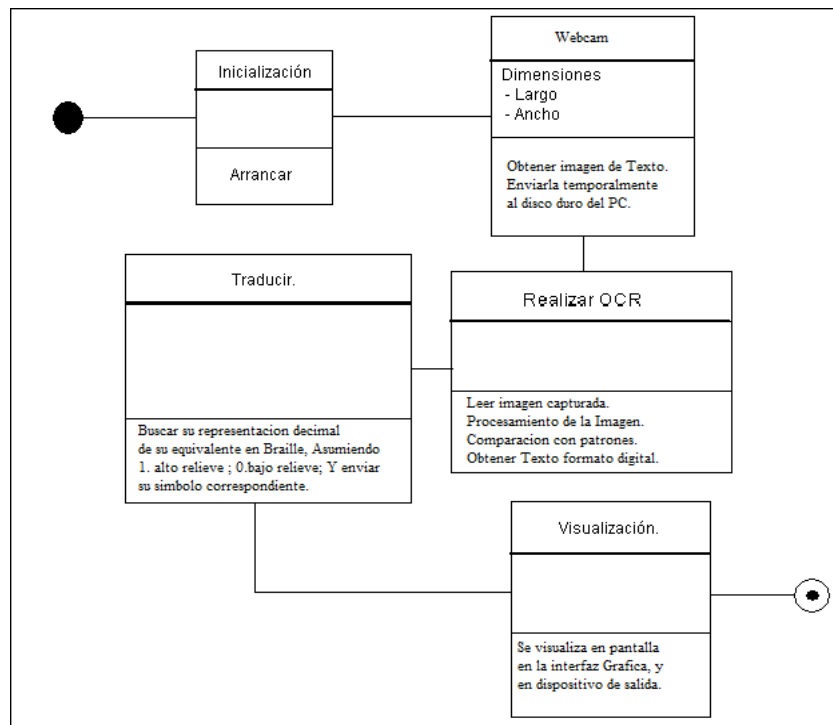 Inicialización
Arrancar
Webcam
Dimensiones
- Largo
- Ancho
Obtener imagen de Texto.
Enviarla temporalmente
al disco duro del PC.
Realizar OCR
Leer imagen capturada.
Procesamiento de la Imagen.
Comparacion con patrones.
Obtener Texto formato digital.
Traducir.
Buscar su representacion decimal
de su equivalente en Braille, Asumiendo
1. alto relieve ; 0.bajo relieve; Y enviar
su simbolo correspondiente.
Visualización.
Se visualiza en pantalla
en la interfaz Grafica, y
en dispositivo de salida.